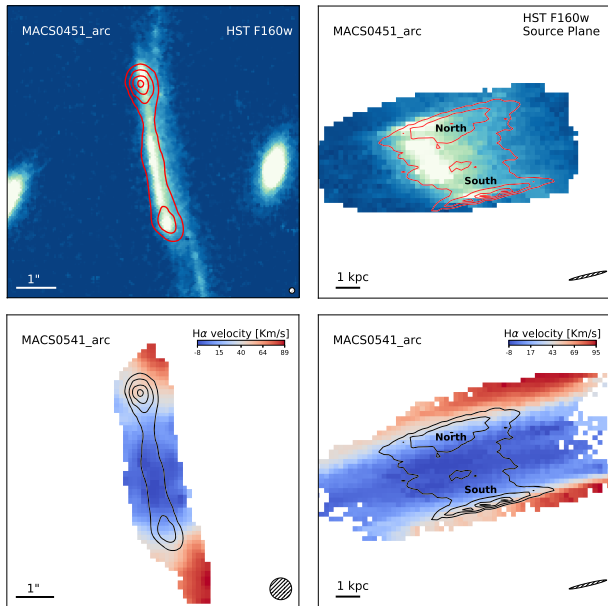 MACS0451_arc
HST F160w
1"
MACS0451_arc
HST F160w
Source Plane
North
South
1 kpc
MACS0541_arc
Hα velocity [Km/s]
-8 15 40 64 89
1"
MACS0541_arc
Hα velocity [Km/s]
-8 17 43 69 95
North
South
1 kpc